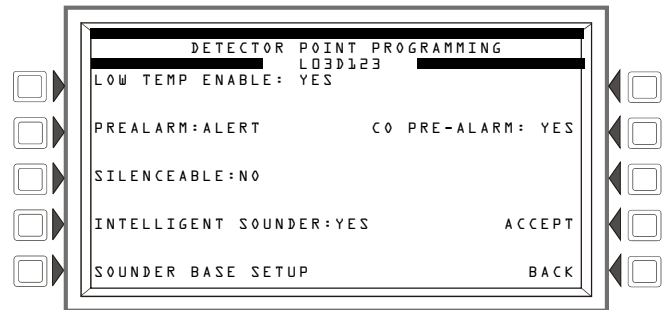 DETECTOR POINT PROGRAMMING
L03D123
LOW TEMP ENABLE: YES
PREALARM:ALERT CO PRE-ALARM: YES
SILENCEABLE:NO
INTELLIGENT SOUNDER:YES ACCEPT
SOUNDER BASE SETUP BACK